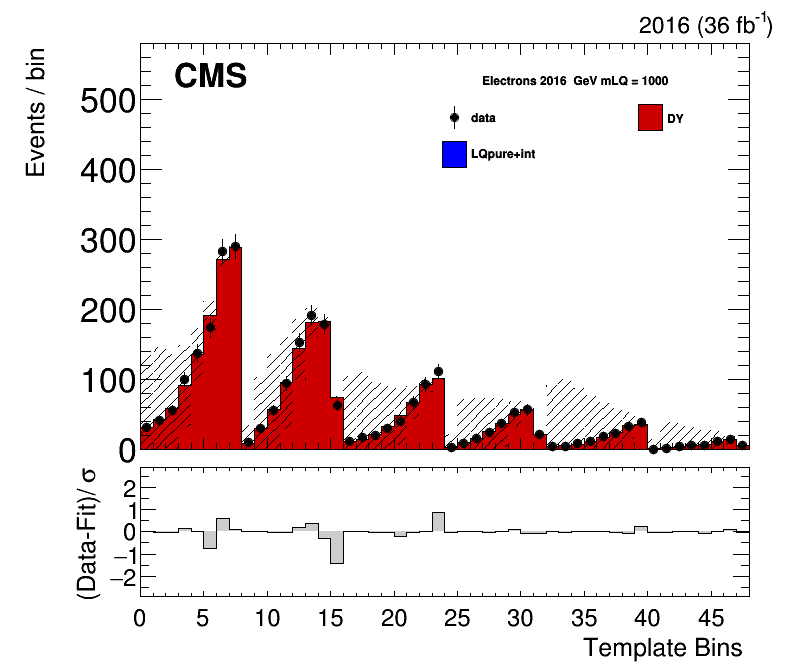 2016 (36 fb-1)
Events / bin
CMS
Electrons 2016 GeV mLQ = 1000
data
DY
LQpure+int
500
400
300
200
100
0
(Data-Fit)/ σ
2
1
0
−1
−2
0 5 10 15 20 25 30 35 40 45
Template Bins